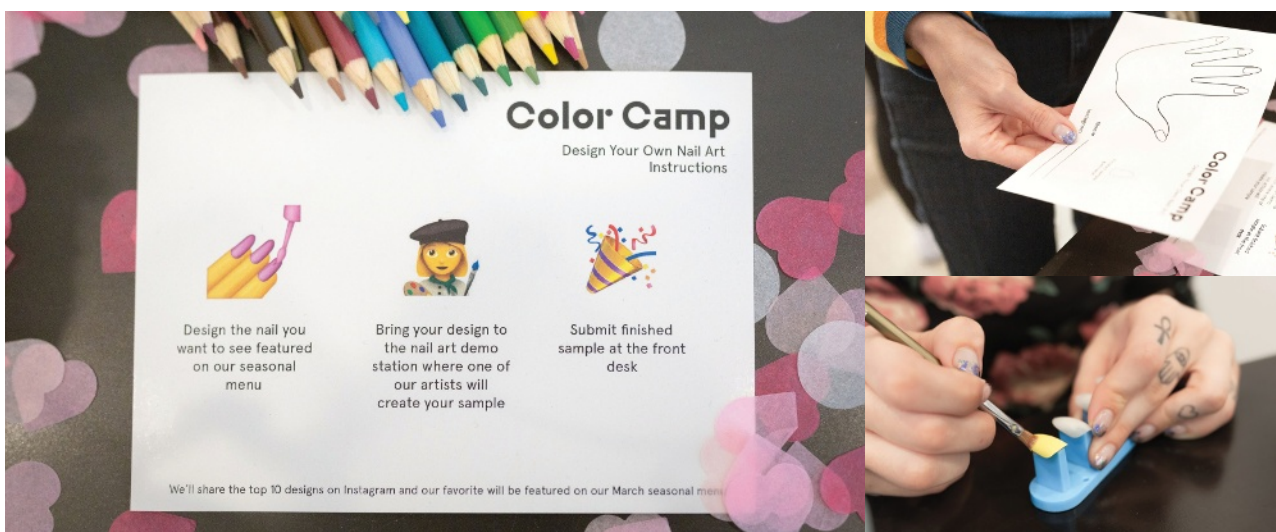 Color Camp
Design Your Own Nail Art
Instructions
Design the nail you
want to see featured
on our seasonal
menu
Bring your design to
the nail art demo
station where one of
our artists will
create your sample
Submit finished
sample at the front
desk
We'll share the top 10 designs on Instagram and our favorite will be featured on our March seasonal menu
Color Camp